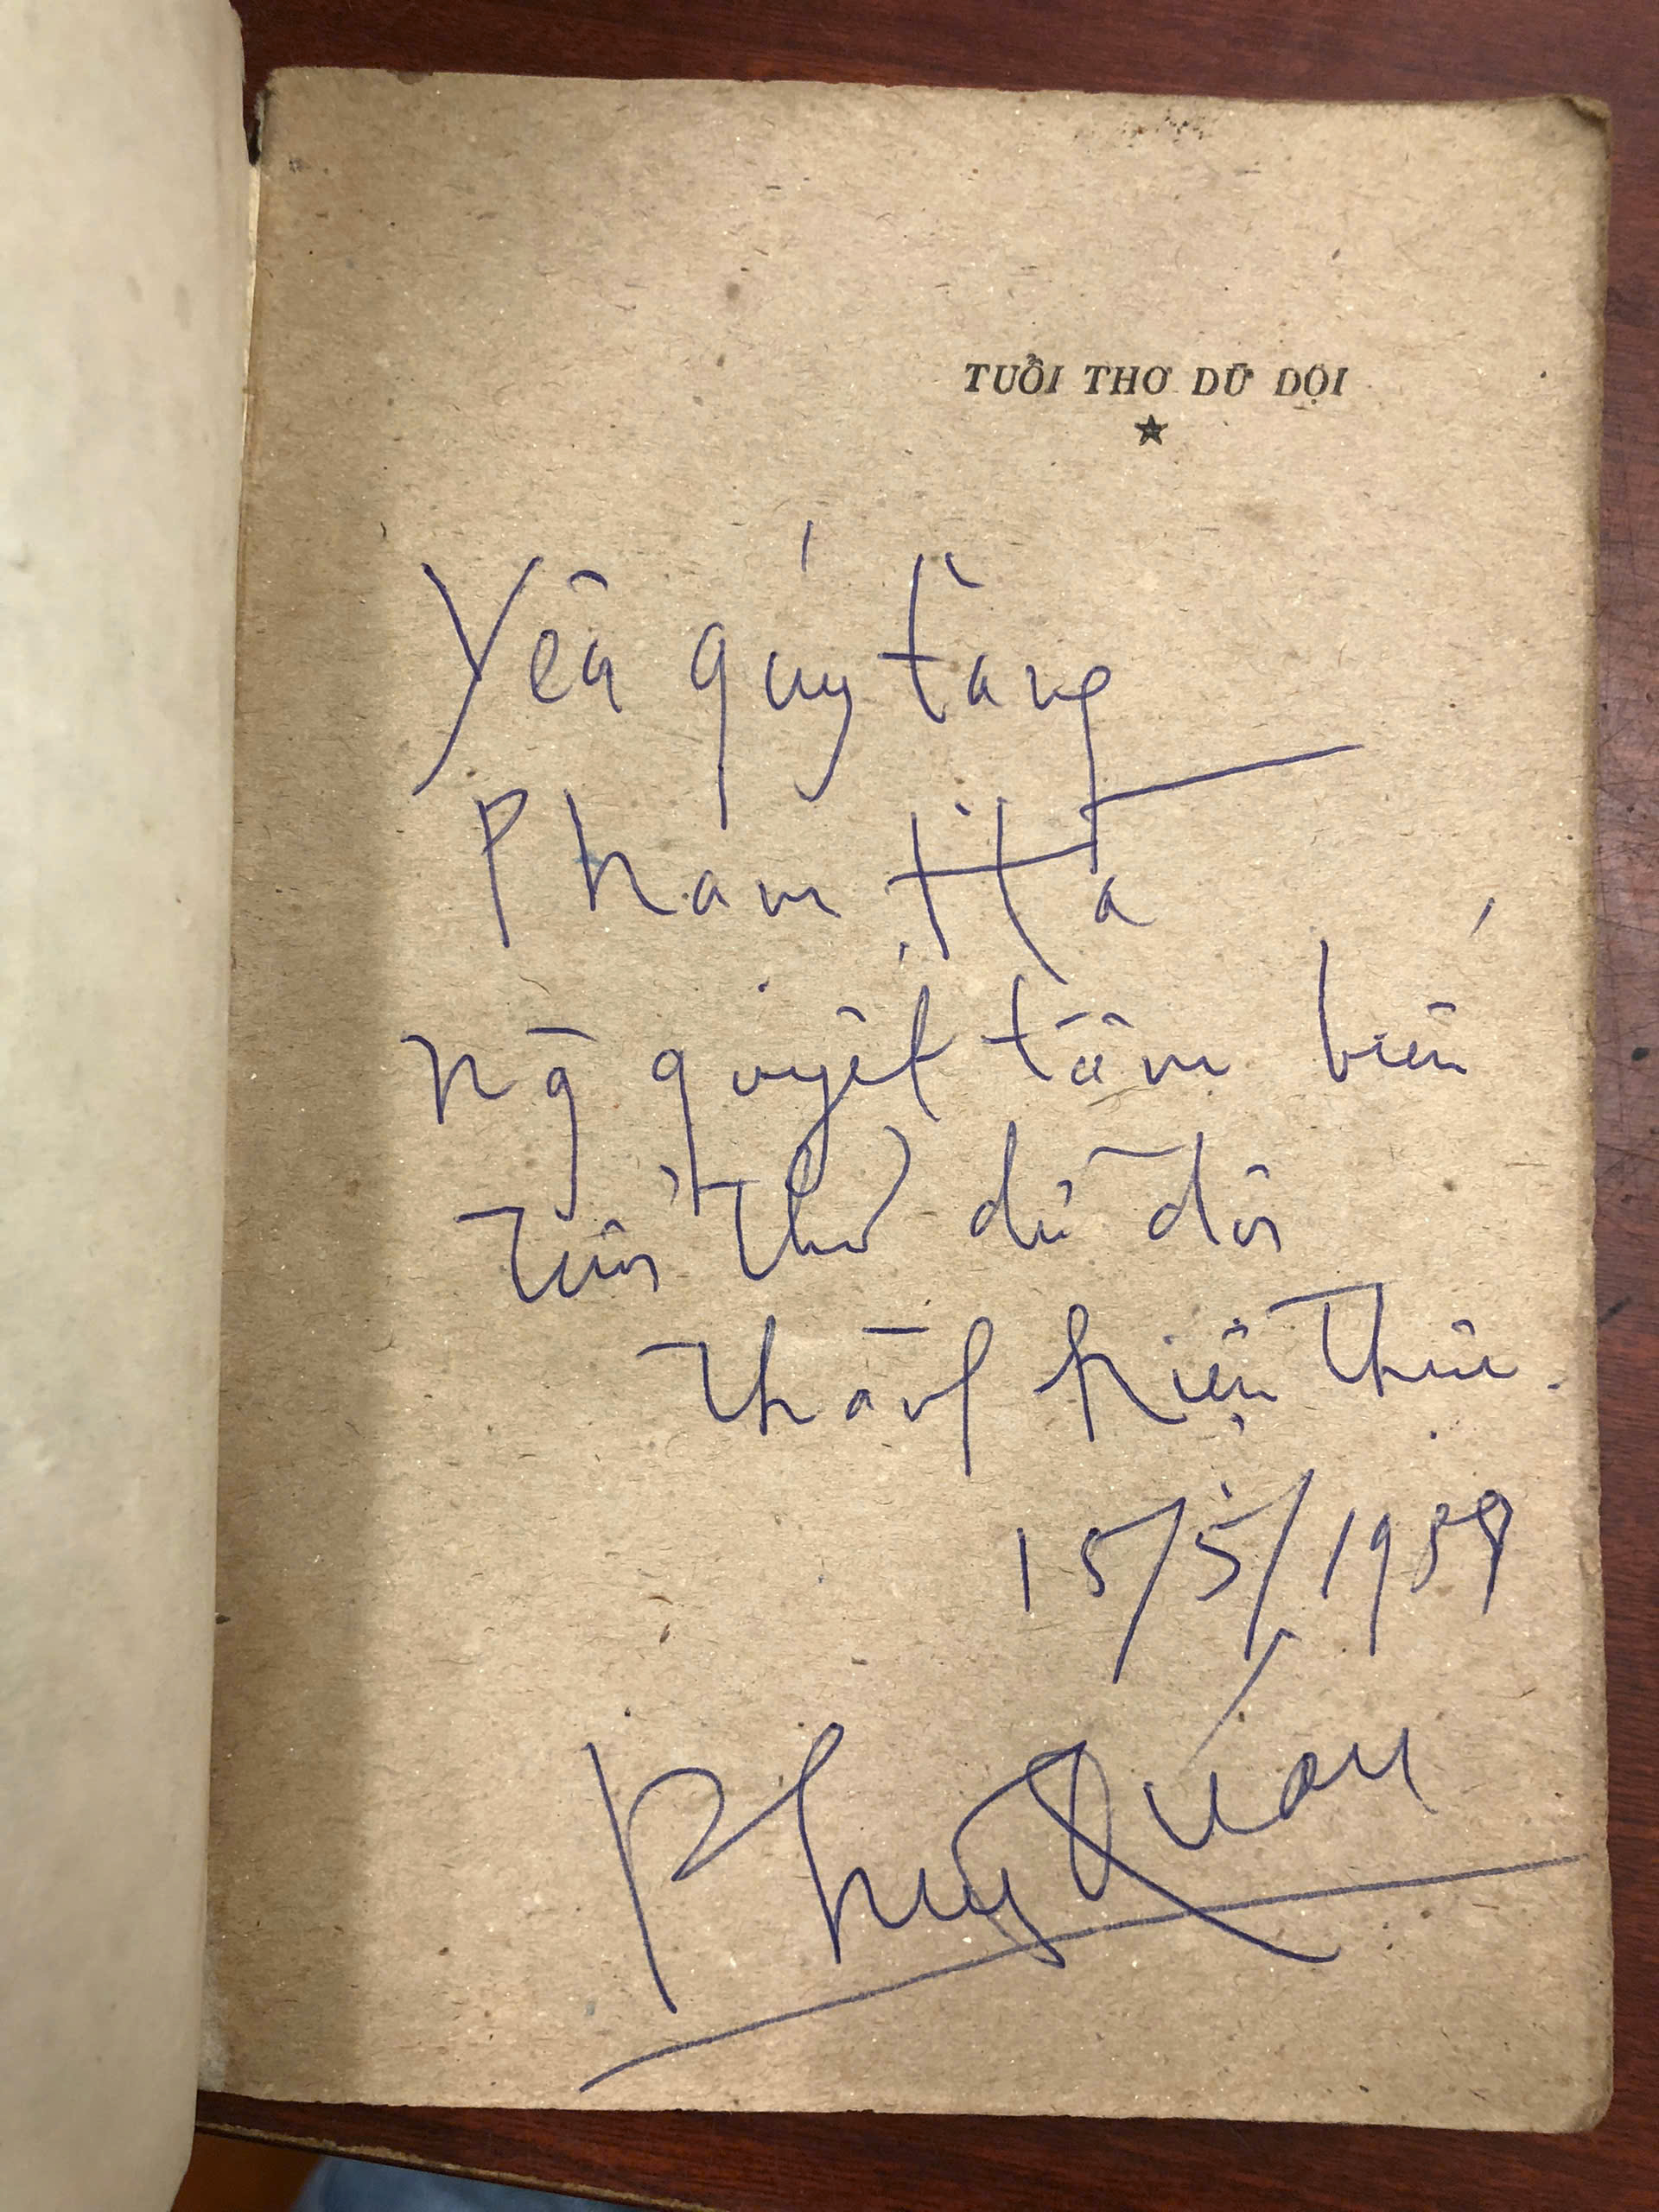 TUỔI THƠ DỮ DỘI
Yêu quý tặng
Phạm Hà
quyết tâm biến
Tuổi thơ dữ dội
thành hiện thực.
15/5/1989
Phùng Quán